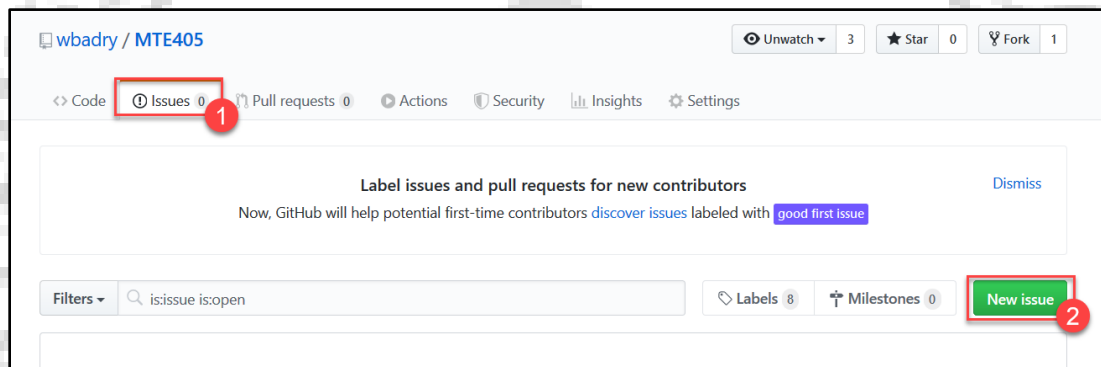 wbadry / MTE405
Unwatch 3 Star 0 Fork 1
Code Issues 0 Pull requests 0 Actions Security Insights Settings
1
Label issues and pull requests for new contributors
Dismiss
Now, GitHub will help potential first-time contributors discover issues labeled with good first issue
Filters is:issue is:open Labels 8 Milestones 0 New issue
2